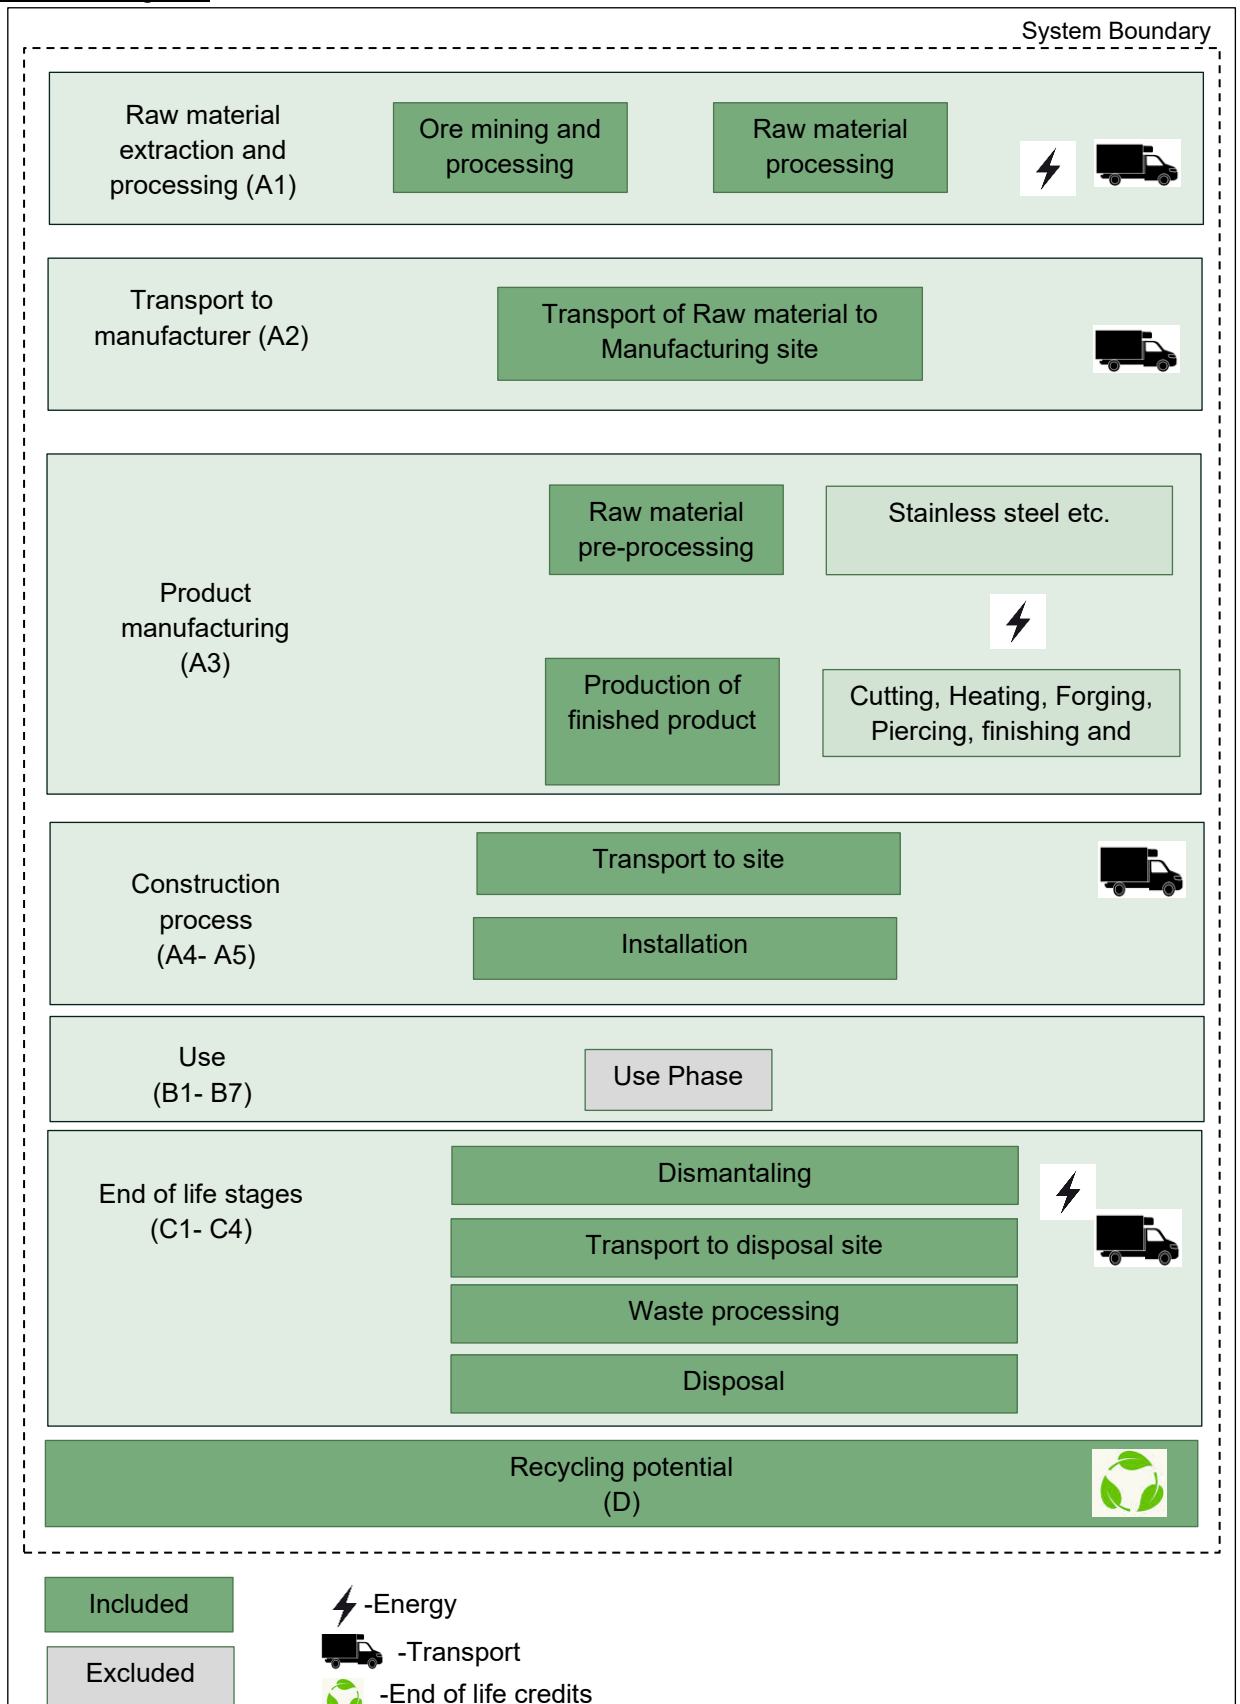 System Boundary
Raw material
extraction and
processing (A1)
Ore mining and
processing
Raw material
processing
Transport to
manufacturer (A2)
Transport of Raw material to
Manufacturing site
Product
manufacturing
(A3)
Raw material
pre-processing
Stainless steel etc.
Production of
finished product
Cutting, Heating, Forging,
Piercing, finishing and
Construction
process
(A4- A5)
Transport to site
Installation
Use
(B1- B7)
Use Phase
End of life stages
(C1- C4)
Dismantaling
Transport to disposal site
Waste processing
Disposal
Recycling potential
(D)
Included
Excluded
-Energy
-Transport
-End of life credits